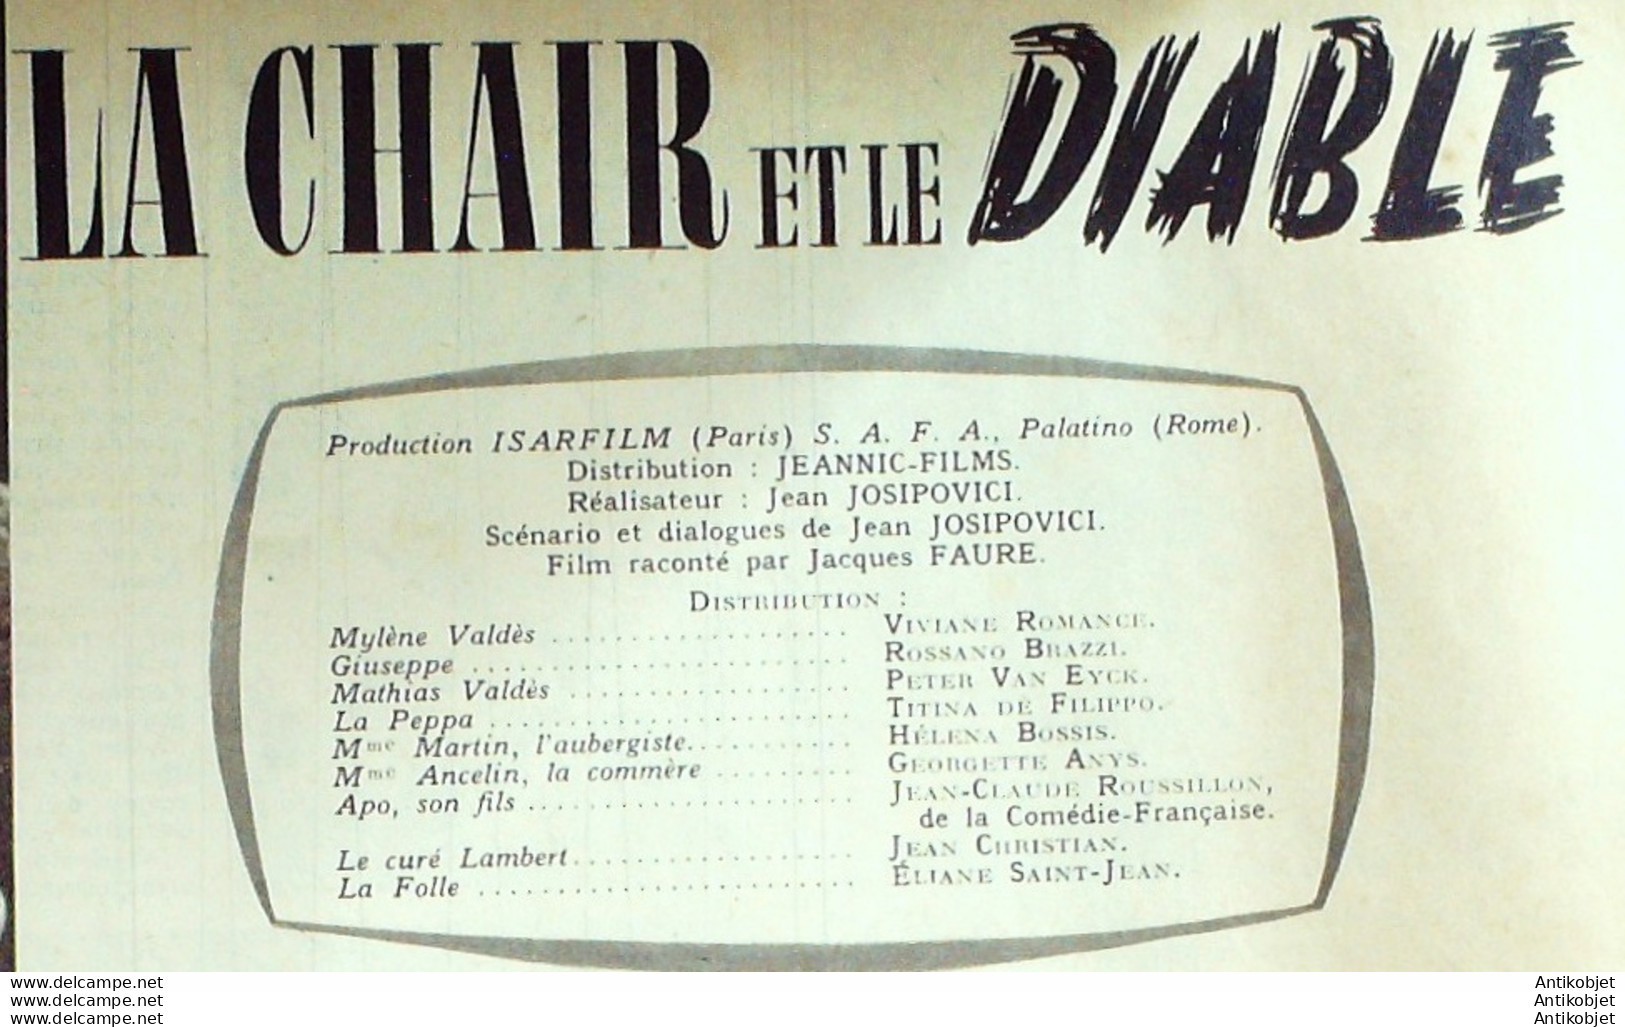 LA CHAIR ET LE DIABLE
Production ISARFILM (Paris) S. A. F. A., Palatino (Rome).
Distribution : JEANNIC-FILMS.
Réalisateur : Jean JOSIPOVICI.
Scénario et dialogues de Jean JOSIPOVICI.
Film raconté par Jacques FAURE.
DISTRIBUTION :
Mylène Valdès .................... VIVIANE ROMANCE.
Giuseppe ......................... ROSSANO BRAZZI.
Mathias Valdès ................... PETER VAN EYCK.
La Peppa ........................ TITINA DE FILIPPO.
Mme Martin, l'aubergiste........... HÉLENA BOSSIS.
Mme Ancelin, la commère .......... GEORGETTE ANYS.
Apo, son fils ...................... JEAN-CLAUDE ROUSSILLON,
de la Comédie-Française.
Le curé Lambert................... JEAN CHRISTIAN.
La Folle ......................... ÉLIANE SAINT-JEAN.
www.delcampe.net Antikobjet
www.delcampe.net Antikobjet
www.delcampe.net Antikobjet